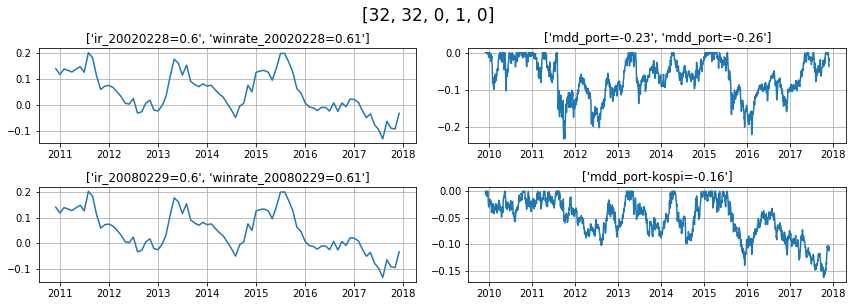 [32, 32, 0, 1, 0]
['ir_20020228=0.6', 'winrate_20020228=0.61']
0.2
0.1
0.0
−0.1
2011 2012 2013 2014 2015 2016 2017 2018
['mdd_port=-0.23', 'mdd_port=-0.26']
0.0
−0.1
−0.2
2010 2011 2012 2013 2014 2015 2016 2017 2018
['ir_20080229=0.6', 'winrate_20080229=0.61']
0.2
0.1
0.0
−0.1
2011 2012 2013 2014 2015 2016 2017 2018
['mdd_port-kospi=-0.16']
0.00
−0.05
−0.10
−0.15
2010 2011 2012 2013 2014 2015 2016 2017 2018